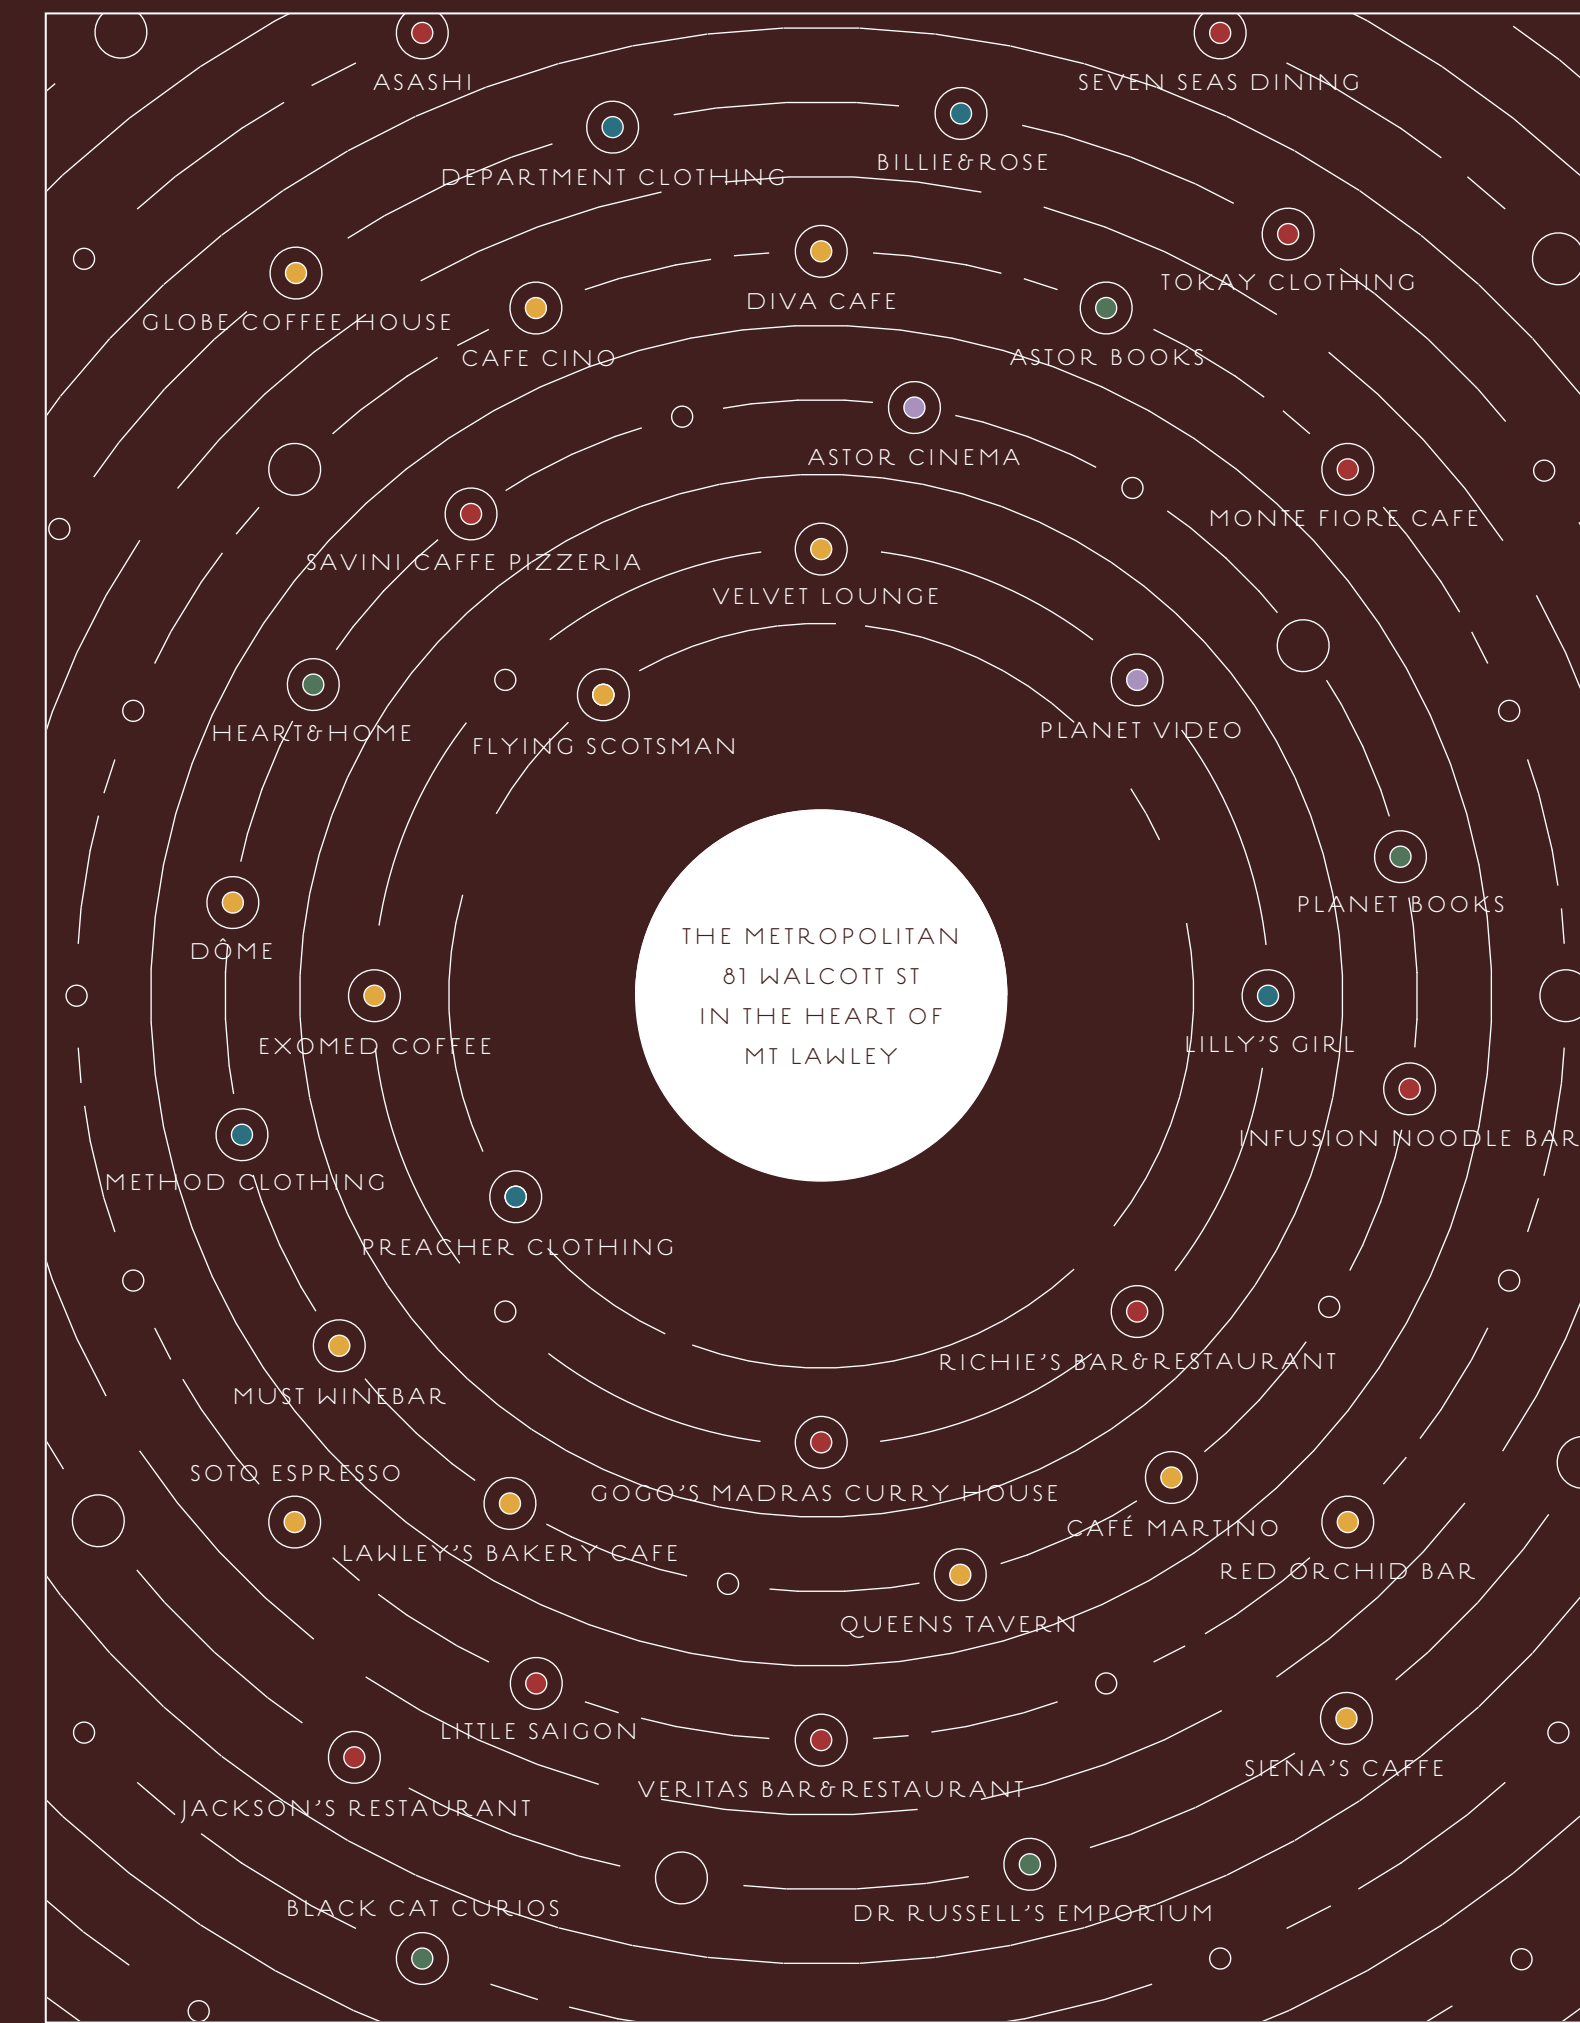 ASASHI
SEVEN SEAS DINING
DEPARTMENT CLOTHING
BILLIE&ROSE
TOKAY CLOTHING
GLOBE COFFEE HOUSE
DIVA CAFE
CAFE CINO
ASTOR BOOKS
ASTOR CINEMA
MONTE FIORE CAFE
SAVINI CAFFE PIZZERIA
VELVET LOUNGE
HEART&HOME
FLYING SCOTSMAN
PLANET VIDEO
PLANET BOOKS
DÔME
THE METROPOLITAN
81 WALCOTT ST
IN THE HEART OF
MT LAWLEY
EXOMED COFFEE
LILLY'S GIRL
INFUSION NOODLE BAR
METHOD CLOTHING
PREACHER CLOTHING
RICHIE'S BAR&RESTAURANT
MUST WINEBAR
SOTO ESPRESSO
GOGO'S MADRAS CURRY HOUSE
CAFÉ MARTINO
LAWLEY'S BAKERY CAFE
RED ORCHID BAR
QUEENS TAVERN
LITTLE SAIGON
SIENA'S CAFFE
VERITAS BAR&RESTAURANT
JACKSON'S RESTAURANT
BLACK CAT CURIOS
DR RUSSELL'S EMPORIUM